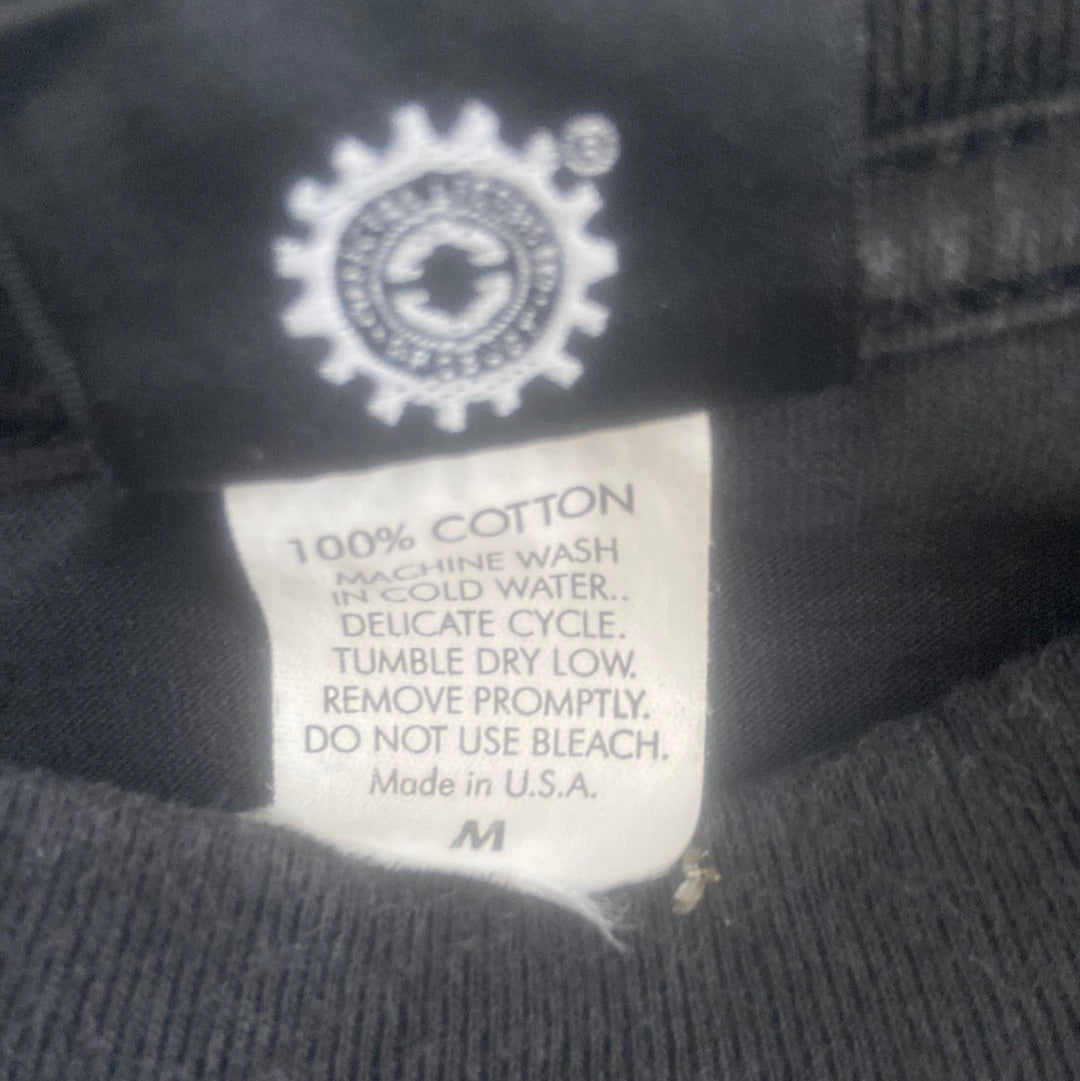 ®
100% COTTON
MACHINE WASH
IN COLD WATER..
DELICATE CYCLE.
TUMBLE DRY LOW.
REMOVE PROMPTLY.
DO NOT USE BLEACH.
Made in U.S.A.
M